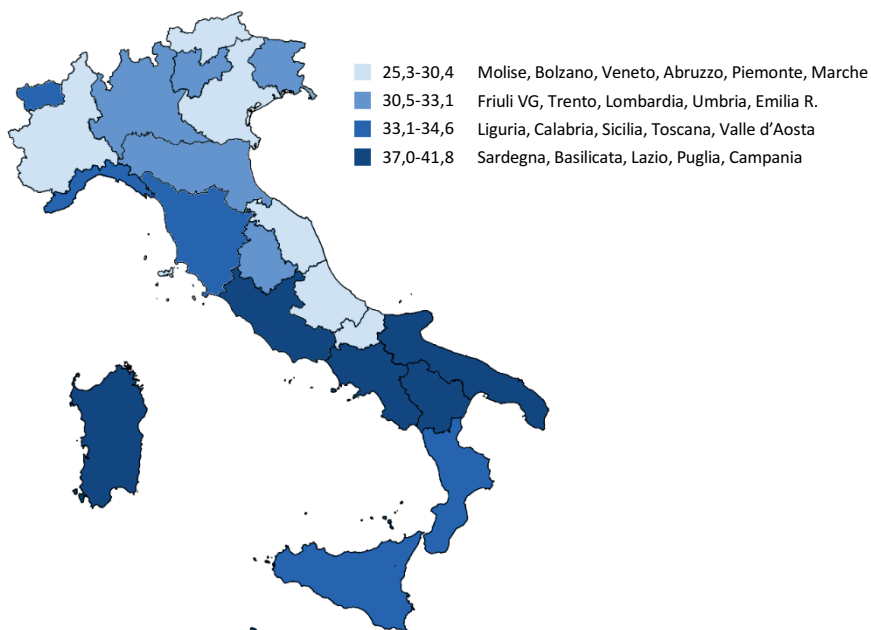 25,3-30,4 Molise, Bolzano, Veneto, Abruzzo, Piemonte, Marche
30,5-33,1 Friuli VG, Trento, Lombardia, Umbria, Emilia R.
33,1-34,6 Liguria, Calabria, Sicilia, Toscana, Valle d’Aosta
37,0-41,8 Sardegna, Basilicata, Lazio, Puglia, Campania